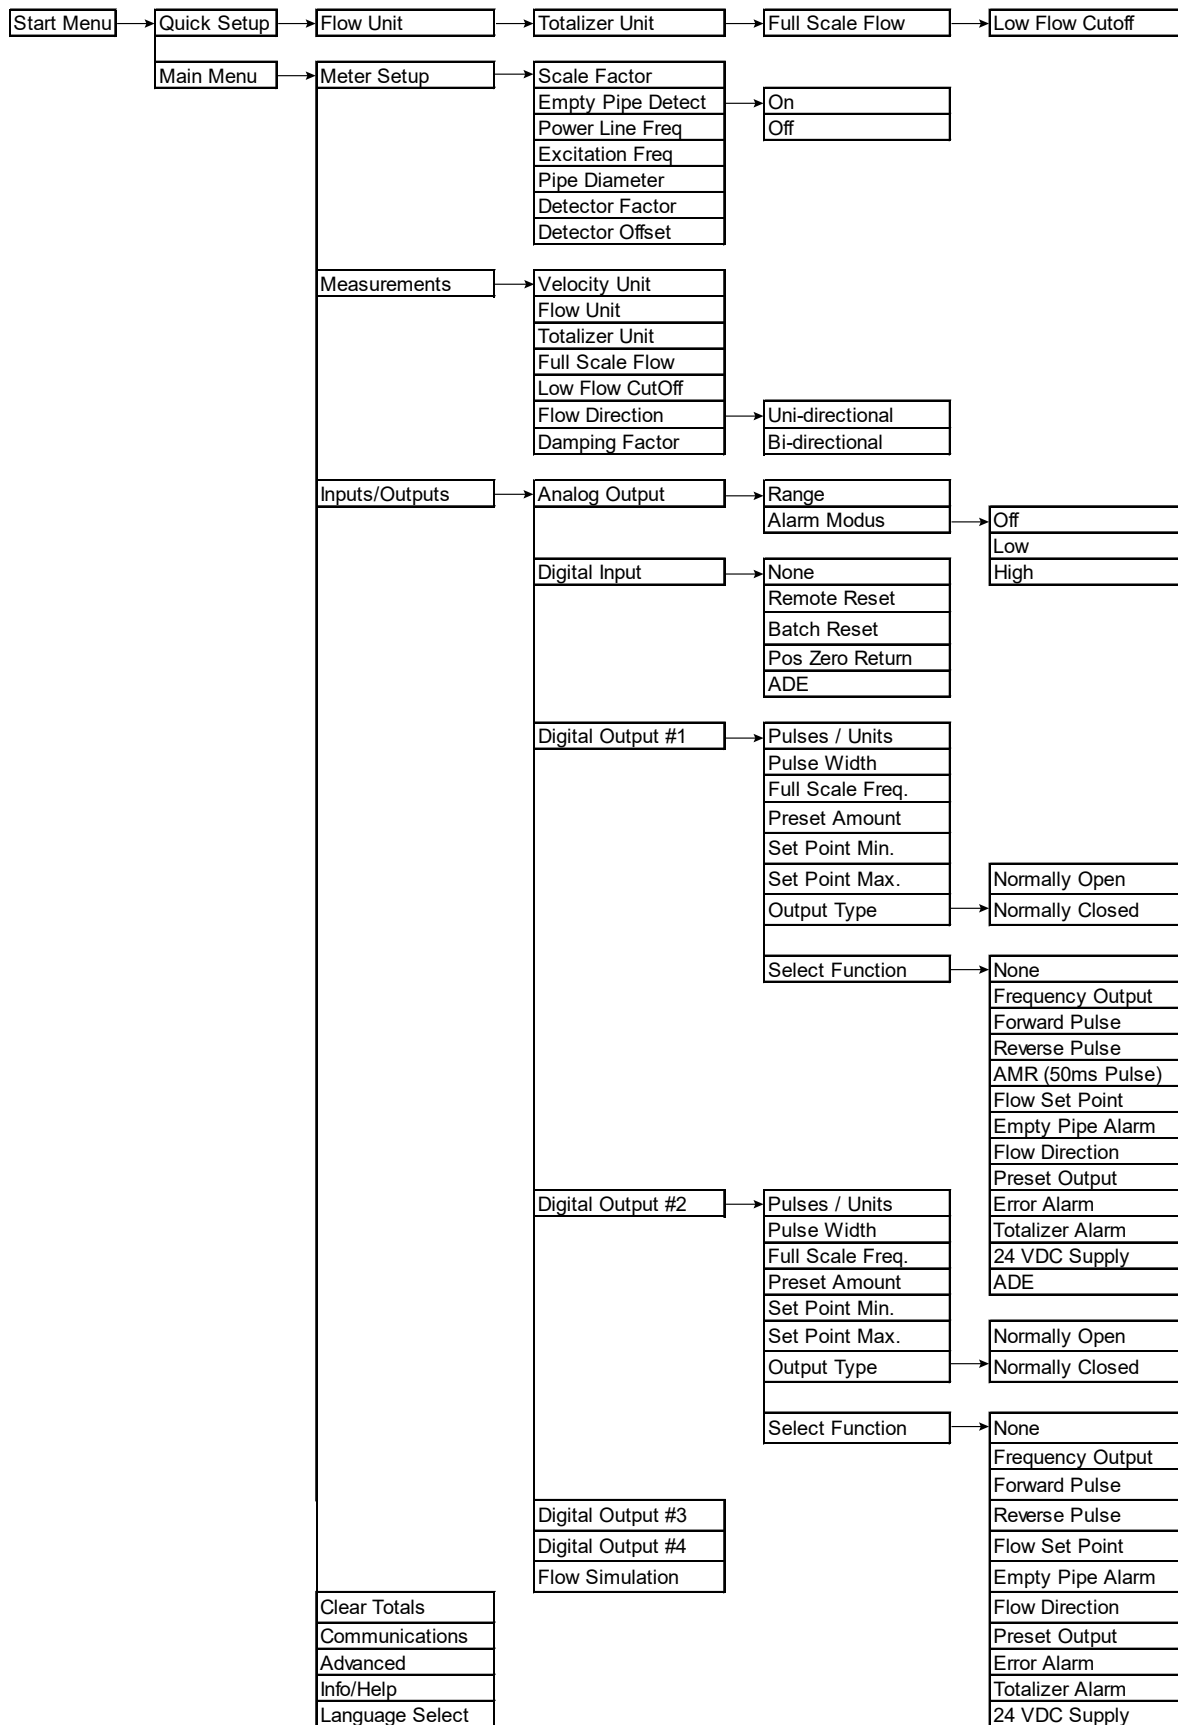 Start Menu
Quick Setup
Flow Unit
Totalizer Unit
Full Scale Flow
Low Flow Cutoff
Main Menu
Meter Setup
Scale Factor
Empty Pipe Detect
On
Off
Power Line Freq
Excitation Freq
Pipe Diameter
Detector Factor
Detector Offset
Measurements
Velocity Unit
Flow Unit
Totalizer Unit
Full Scale Flow
Low Flow CutOff
Flow Direction
Uni-directional
Bi-directional
Damping Factor
Inputs/Outputs
Analog Output
Range
Alarm Modus
Off
Low
High
Digital Input
None
Remote Reset
Batch Reset
Pos Zero Return
ADE
Digital Output #1
Pulses / Units
Pulse Width
Full Scale Freq.
Preset Amount
Set Point Min.
Set Point Max.
Output Type
Normally Open
Normally Closed
Select Function
None
Frequency Output
Forward Pulse
Reverse Pulse
AMR (50ms Pulse)
Flow Set Point
Empty Pipe Alarm
Flow Direction
Preset Output
Error Alarm
Totalizer Alarm
24 VDC Supply
ADE
Digital Output #2
Pulses / Units
Pulse Width
Full Scale Freq.
Preset Amount
Set Point Min.
Set Point Max.
Output Type
Normally Open
Normally Closed
Select Function
None
Frequency Output
Forward Pulse
Reverse Pulse
Flow Set Point
Empty Pipe Alarm
Flow Direction
Preset Output
Error Alarm
Totalizer Alarm
24 VDC Supply
Digital Output #3
Digital Output #4
Flow Simulation
Clear Totals
Communications
Advanced
Info/Help
Language Select